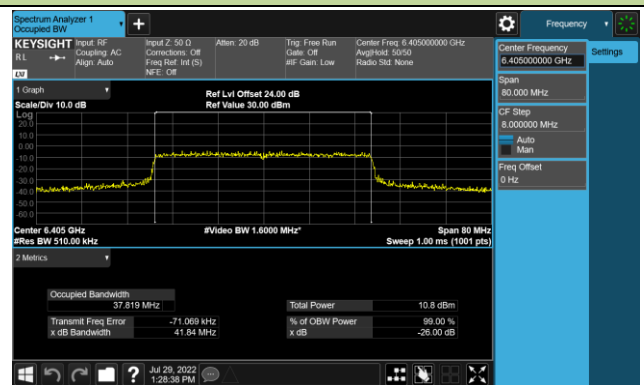 Spectrum Analyzer 1
Occupied BW
+
Frequency
KEYSIGHT
RL
LXI
Input: RF
Coupling: AC
Align: Auto
Input Z: 50 Ω
Corrections: Off
Freq Ref: Int (S)
NFE: Off
Atten: 20 dB
Trig: Free Run
Gate: Off
#IF Gain: Low
Center Freq: 6.405000000 GHz
Avg|Hold: 50/50
Radio Std: None
Center Frequency
6.405000000 GHz
Settings
Span
80.000 MHz
CF Step
8.000000 MHz
Auto
Man
Freq Offset
0 Hz
1 Graph
Scale/Div 10.0 dB
Ref Lvl Offset 24.00 dB
Ref Value 30.00 dBm
Log
20.0
10.0
0.00
-10.0
-20.0
-30.0
-40.0
-50.0
-60.0
Center 6.405 GHz
#Res BW 510.00 kHz
#Video BW 1.6000 MHz*
Span 80 MHz
Sweep 1.00 ms (1001 pts)
2 Metrics
Occupied Bandwidth
37.819 MHz
Total Power 10.8 dBm
Transmit Freq Error -71.069 kHz
% of OBW Power 99.00 %
x dB Bandwidth 41.84 MHz
x dB -26.00 dB
?
Jul 29, 2022
1:28:38 PM